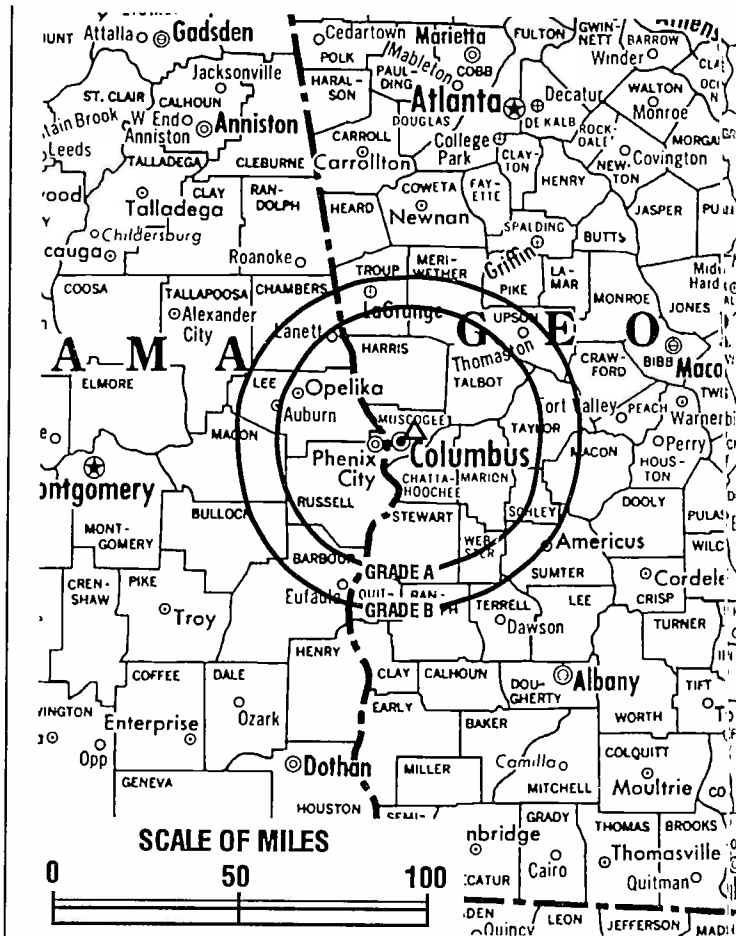 Attalla
Gadsden
Jacksonville
ST. CLAIR
CALHOUN
W End
Anniston
Anniston
Leeds
TALLADEGA
CLEBURNE
CLAY
RAN-
DOLPH
Talladega
Childersburg
Roanoke
COOSA
TALLAPOOSA
CHAMBERS
Alexander
City
Lanett
Cedartown
POLK
HARAL-
SON
PAUL-
DING
Mableton
Marietta
COBB
FULTON
GWIN-
NETT
BARROW
Winder
Athens
Atlanta
Decatur
DE KALB
DOUGLAS
WALTON
Monroe
CARROLL
Carrollton
College
Park
CLAY-
TON
ROCK-
DALE
NEW-
TON
Covington
HEARD
COWETA
Newnan
FAY-
ETTE
HENRY
JASPER
SPALDING
Griffin
BUTTS
TROUP
MERI-
WETHER
PIKE
LA-
MAR
MONROE
JONES
LaGrange
UPSON
Thomaston
A M A
G E O
HARRIS
TALBOT
CRAW-
FORD
BIBB
ELMORE
LEE
Opelika
Auburn
MUSCOGEE
TAYLOR
PEACH
MACON
Phenix
City
Columbus
CHATTA-
HOOCHEE
MARION
MACON
Perry
HOUS-
TON
DOOLY
RUSSELL
STEWART
SCHLEY
MONT-
GOMERY
BARBOUR
WEB-
STER
Americus
SUMTER
GRADE A
GRADE B
CREN-
SHAW
PIKE
Troy
Eufaula
QUIT-
RAN-
TERRELL
Dawson
LEE
CRISP
TURNER
HENRY
COFFEE
DALE
CLAY
CALHOUN
DOU-
GHERTY
Albany
TIFT
Enterprise
Ozark
EARLY
BAKER
WORTH
Opp
Dothan
MILLER
Camilla
MITCHELL
COLQUITT
Moultrie
GENEVA
HOUSTON
GRADY
THOMAS
BROOKS
Cairo
Thomasville
Quitman
Quincy
LEON
JEFFERSON
SCALE OF MILES
0 50 100